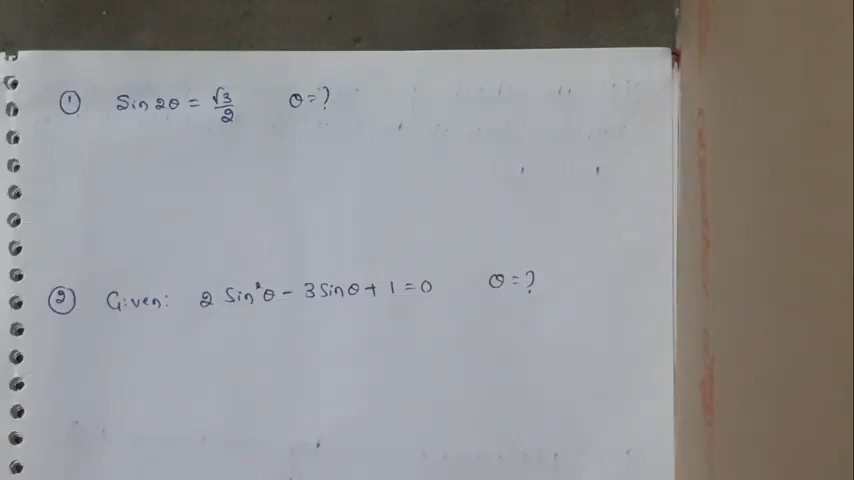 ① Sin 2θ = √3/2 θ=?
② Given: 2 Sin²θ - 3 Sinθ + 1 = 0 θ=?